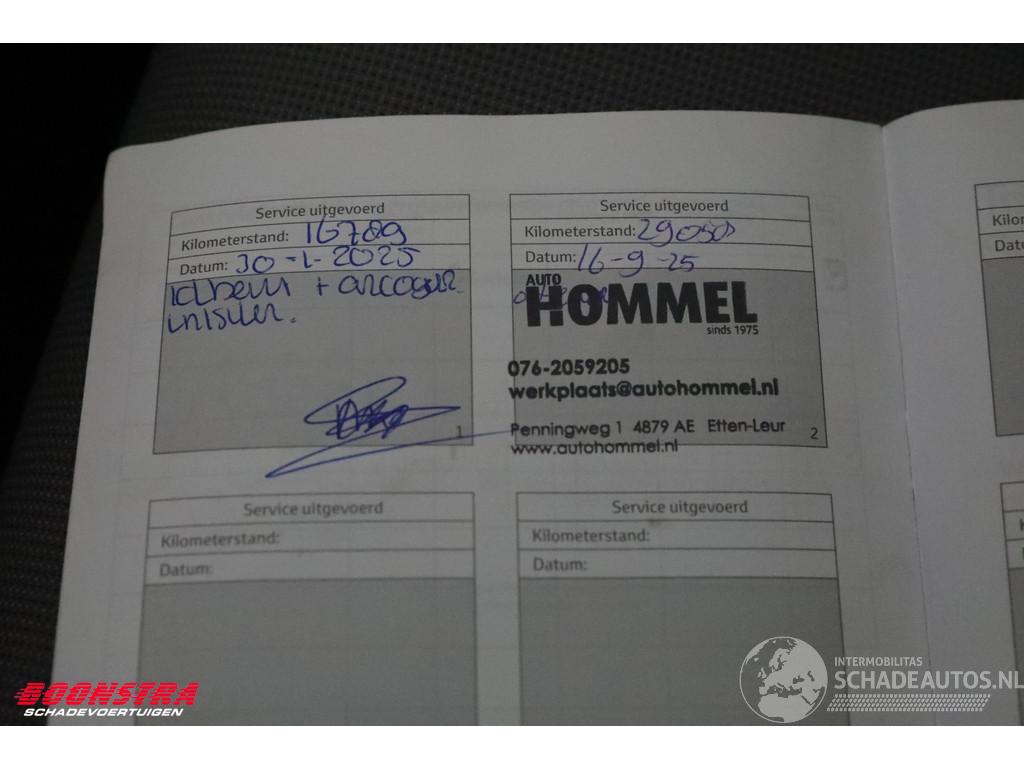 Service uitgevoerd
Kilometerstand: 16789
Datum: 30-1-2025
1
Service uitgevoerd
Kilometerstand: 29050
Datum: 16-9-25
AUTO
HOMMEL
sinds 1975
076-2059205
werkplaats@autohommel.nl
Penningweg 1 4879 AE Etten-Leur
www.autohommel.nl
2
Service uitgevoerd
Kilometerstand:
Datum:
Service uitgevoerd
Kilometerstand:
Datum:
BOONSTRA
SCHADEVOERTUIGEN
INTERMOBILITAS
SCHADEAUTOS.NL